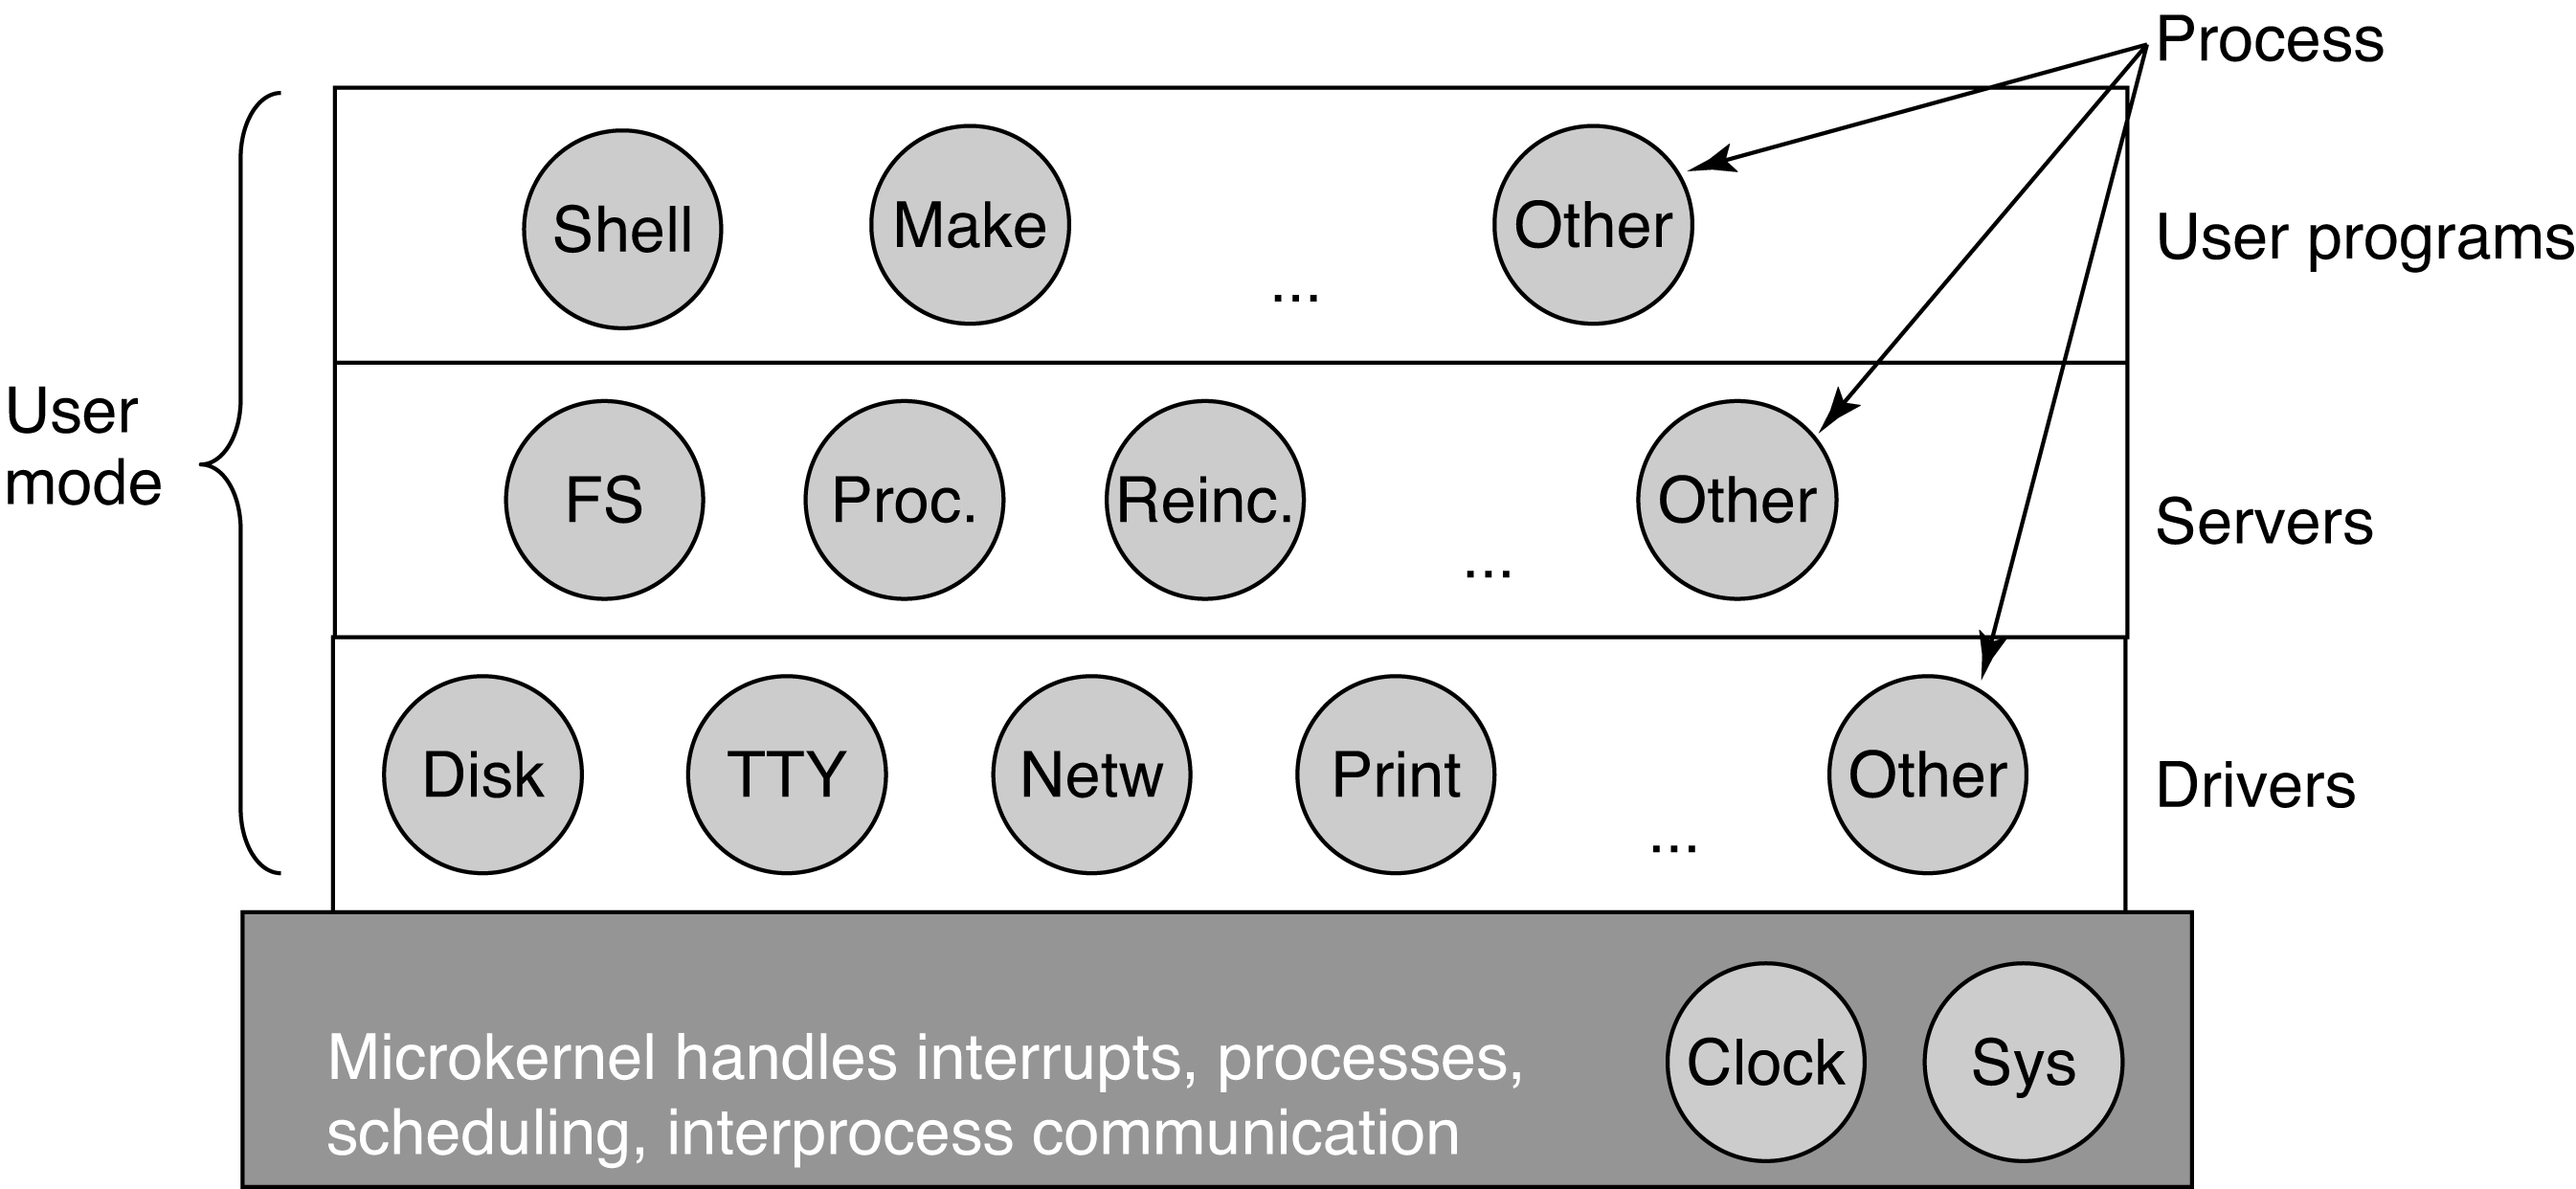 Process
Shell
Make
...
Other
User programs
User
mode
FS
Proc.
Reinc.
...
Other
Servers
Disk
TTY
Netw
Print
...
Other
Drivers
Microkernel handles interrupts, processes,
scheduling, interprocess communication
Clock
Sys